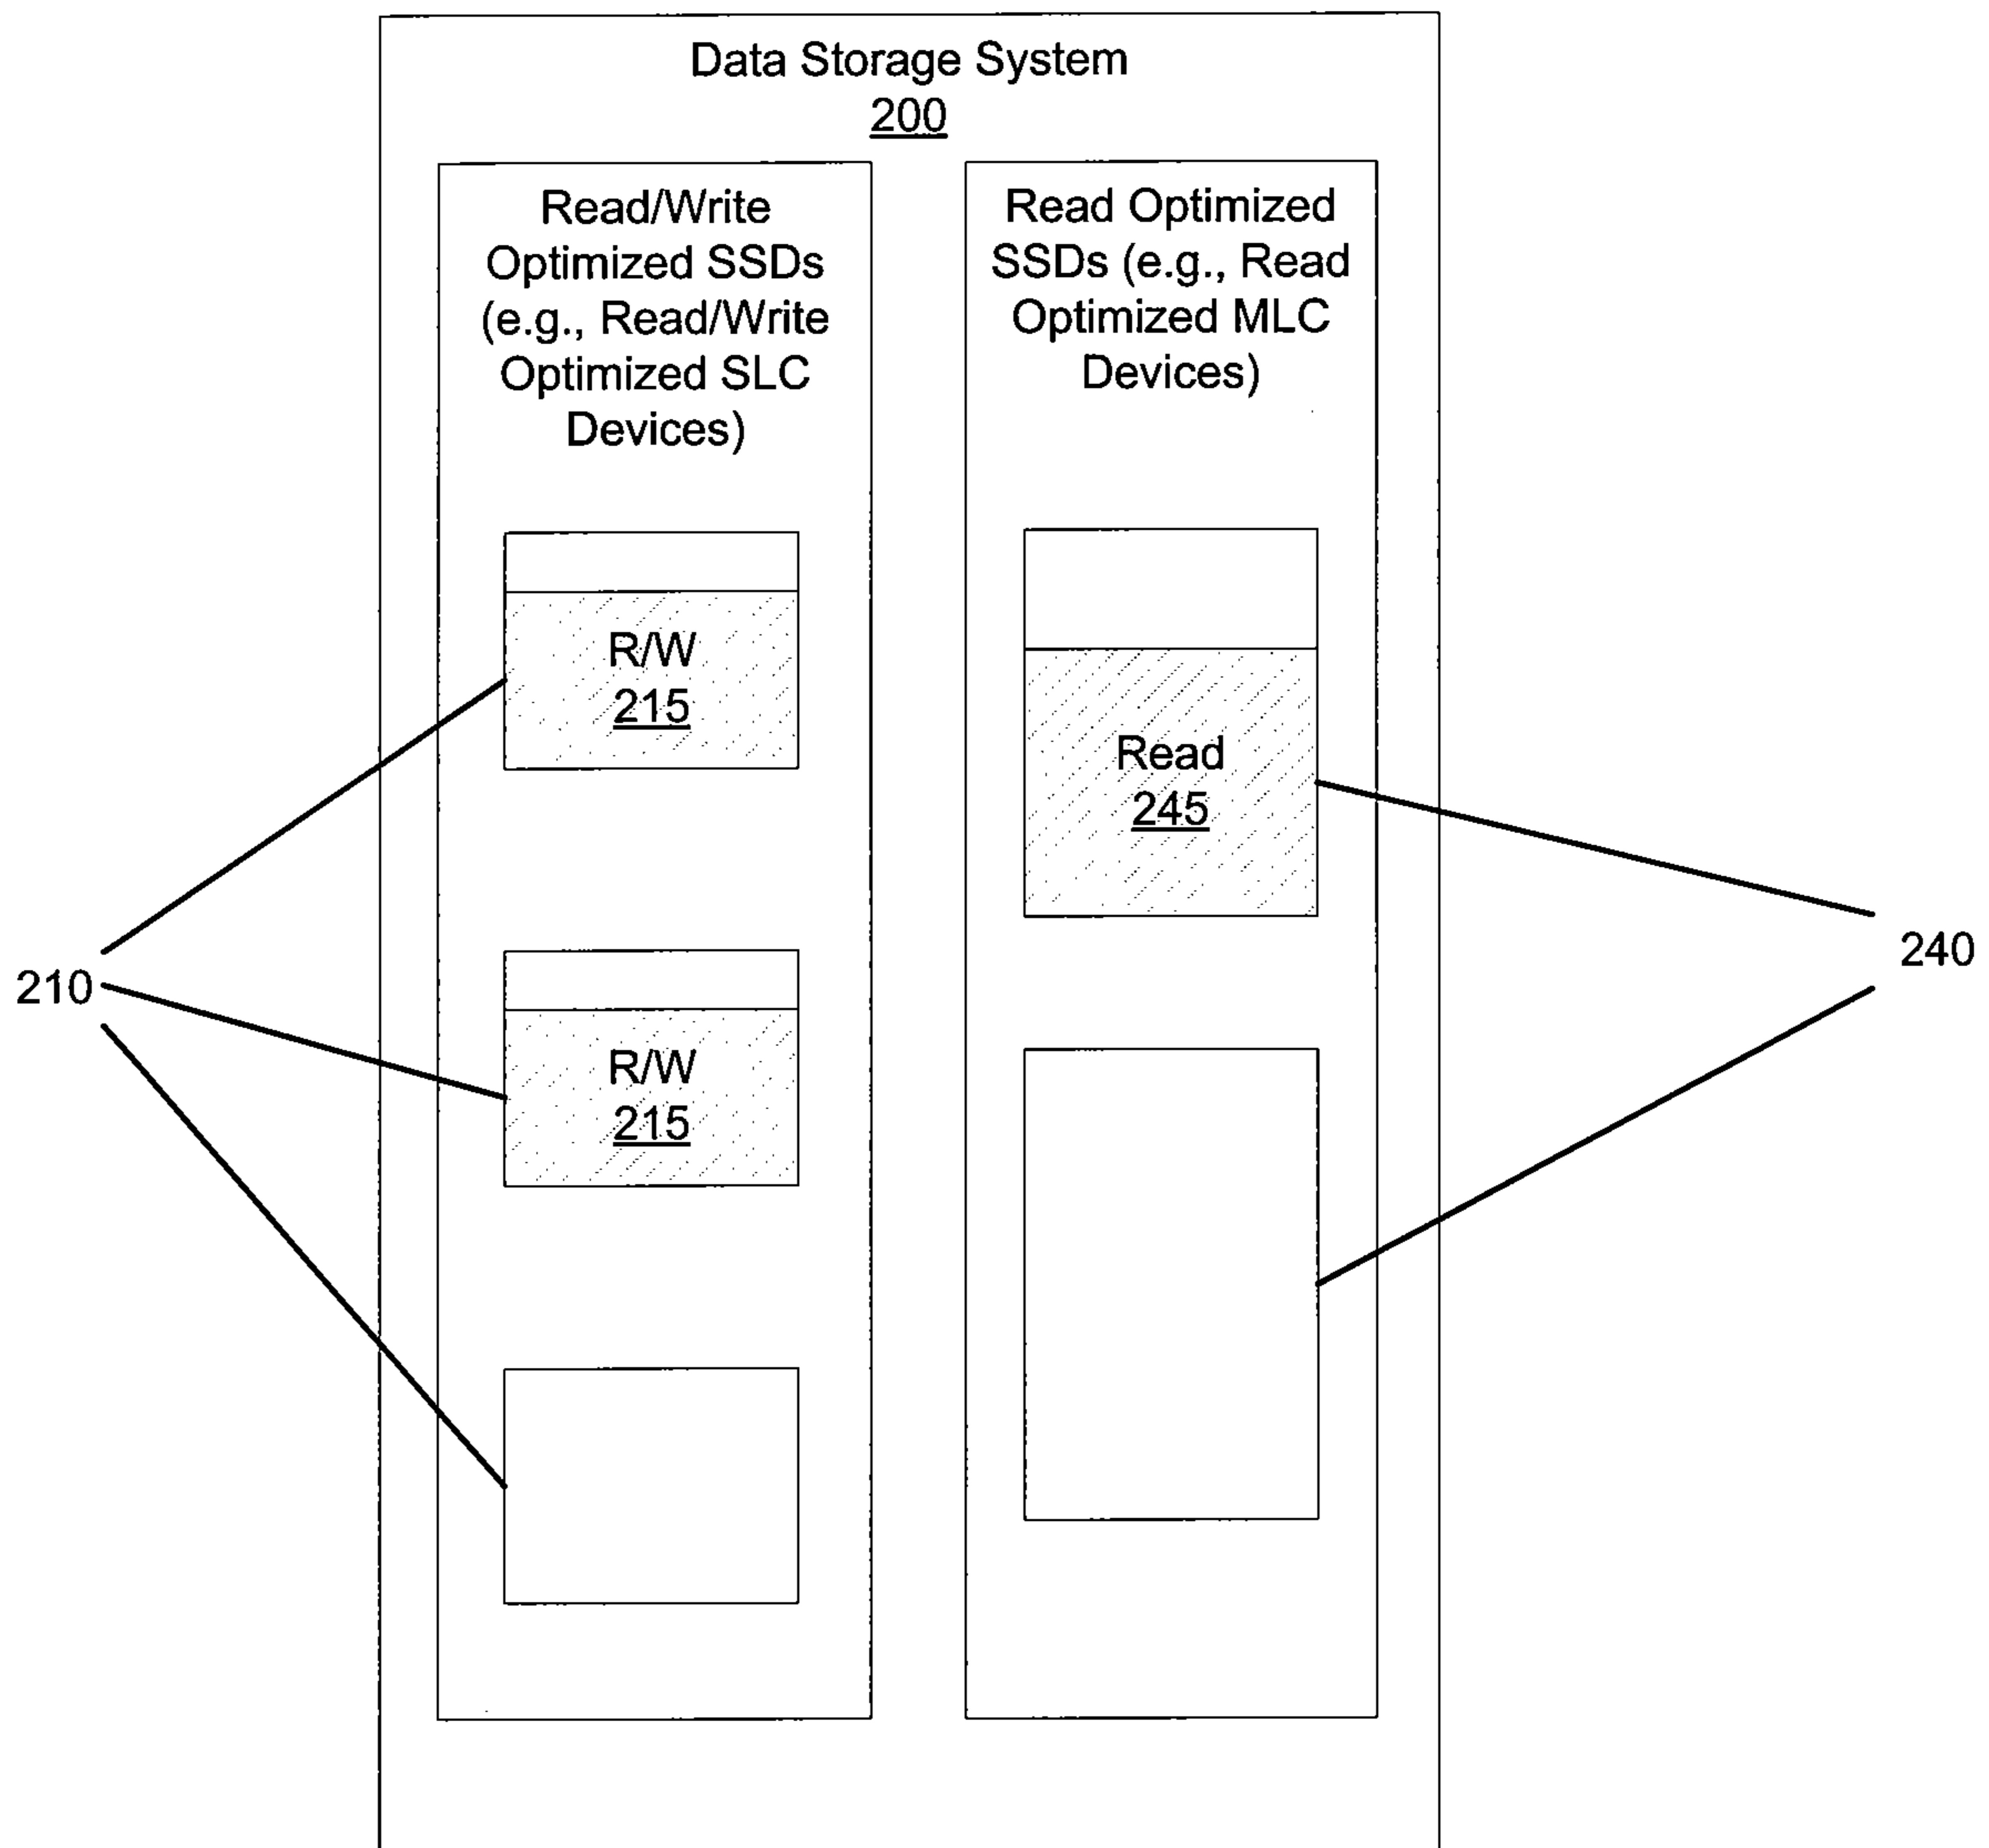 Data Storage System
200
Read/Write
Optimized SSDs
(e.g., Read/Write
Optimized SLC
Devices)
Read Optimized
SSDs (e.g., Read
Optimized MLC
Devices)
R/W
215
Read
245
210
240
R/W
215